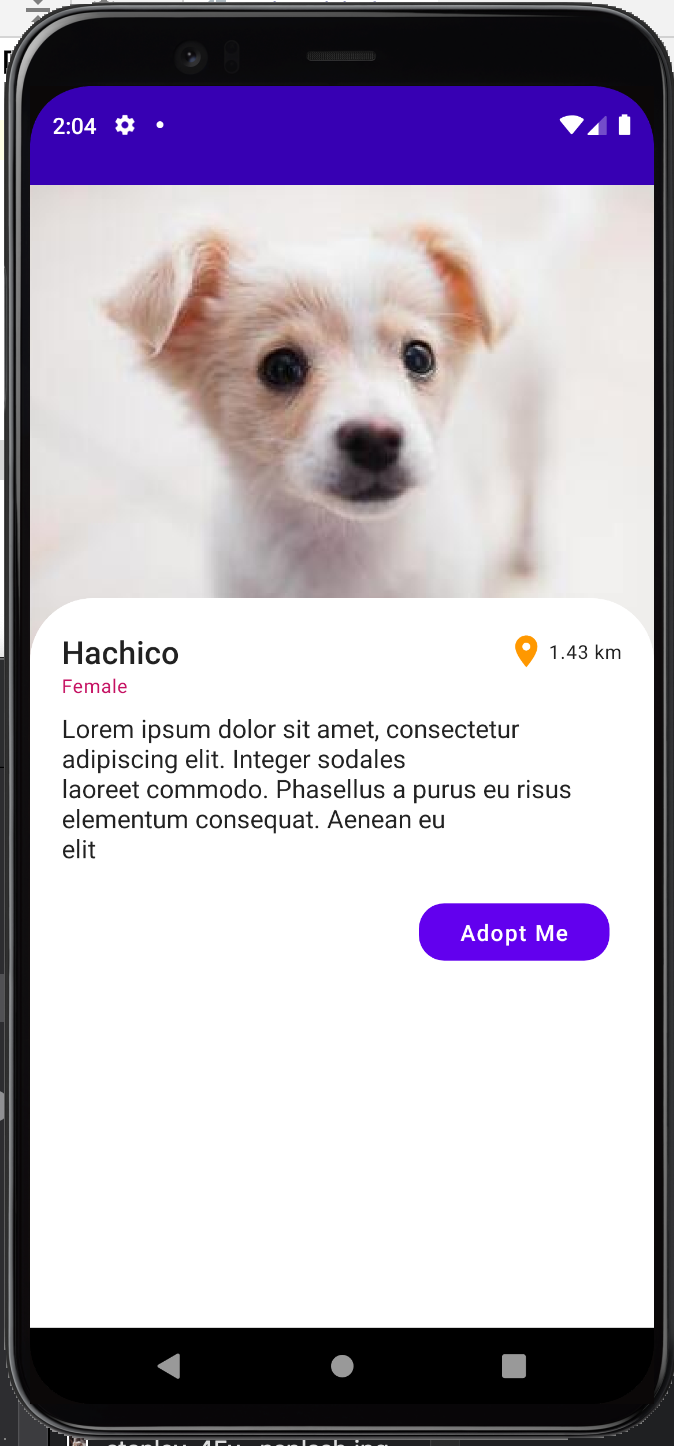 2:04
Hachico
1.43 km
Female
Lorem ipsum dolor sit amet, consectetur
adipiscing elit. Integer sodales
laoreet commodo. Phasellus a purus eu risus
elementum consequat. Aenean eu
elit
Adopt Me